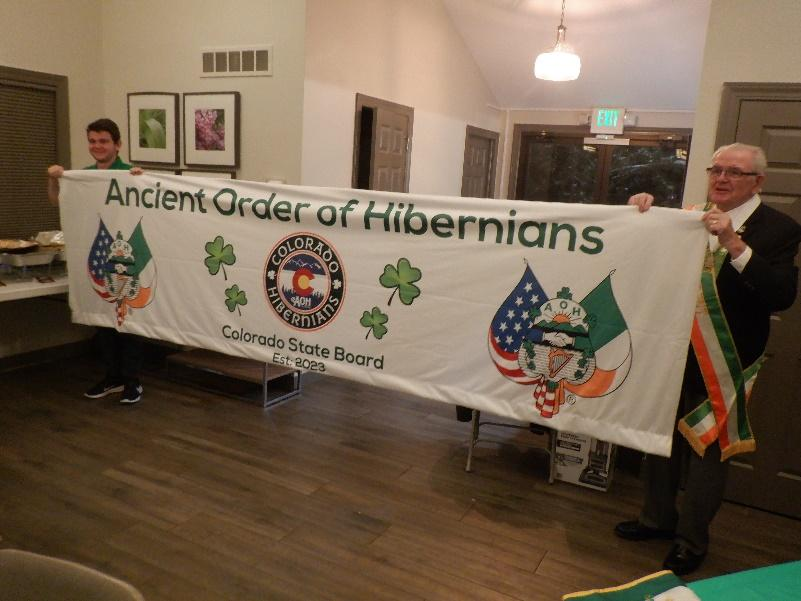 EXIT
Ancient Order of Hibernians
COLORADO
C
AOH
HIBERNIANS
Colorado State Board
Est. 2023
AOH
®